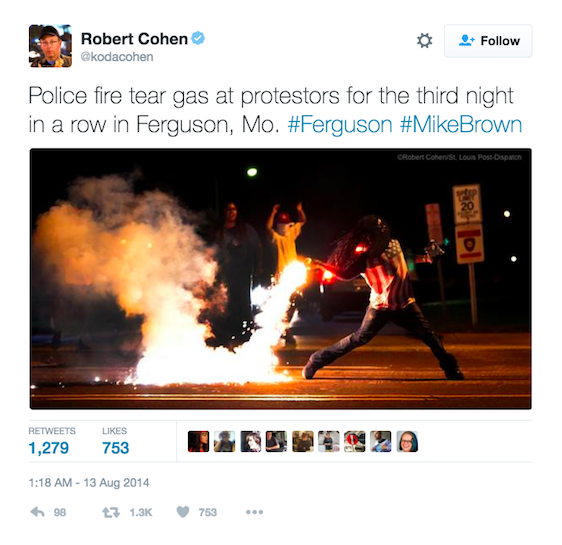 Robert Cohen
@kodacohen
Follow
Police fire tear gas at protestors for the third night
in a row in Ferguson, Mo. #Ferguson #MikeBrown
©Robert Cohen/St. Louis Post-Dispatch
SPEED
LIMIT
20
RETWEETS
1,279
LIKES
753
1:18 AM - 13 Aug 2014
98
1.3K
753